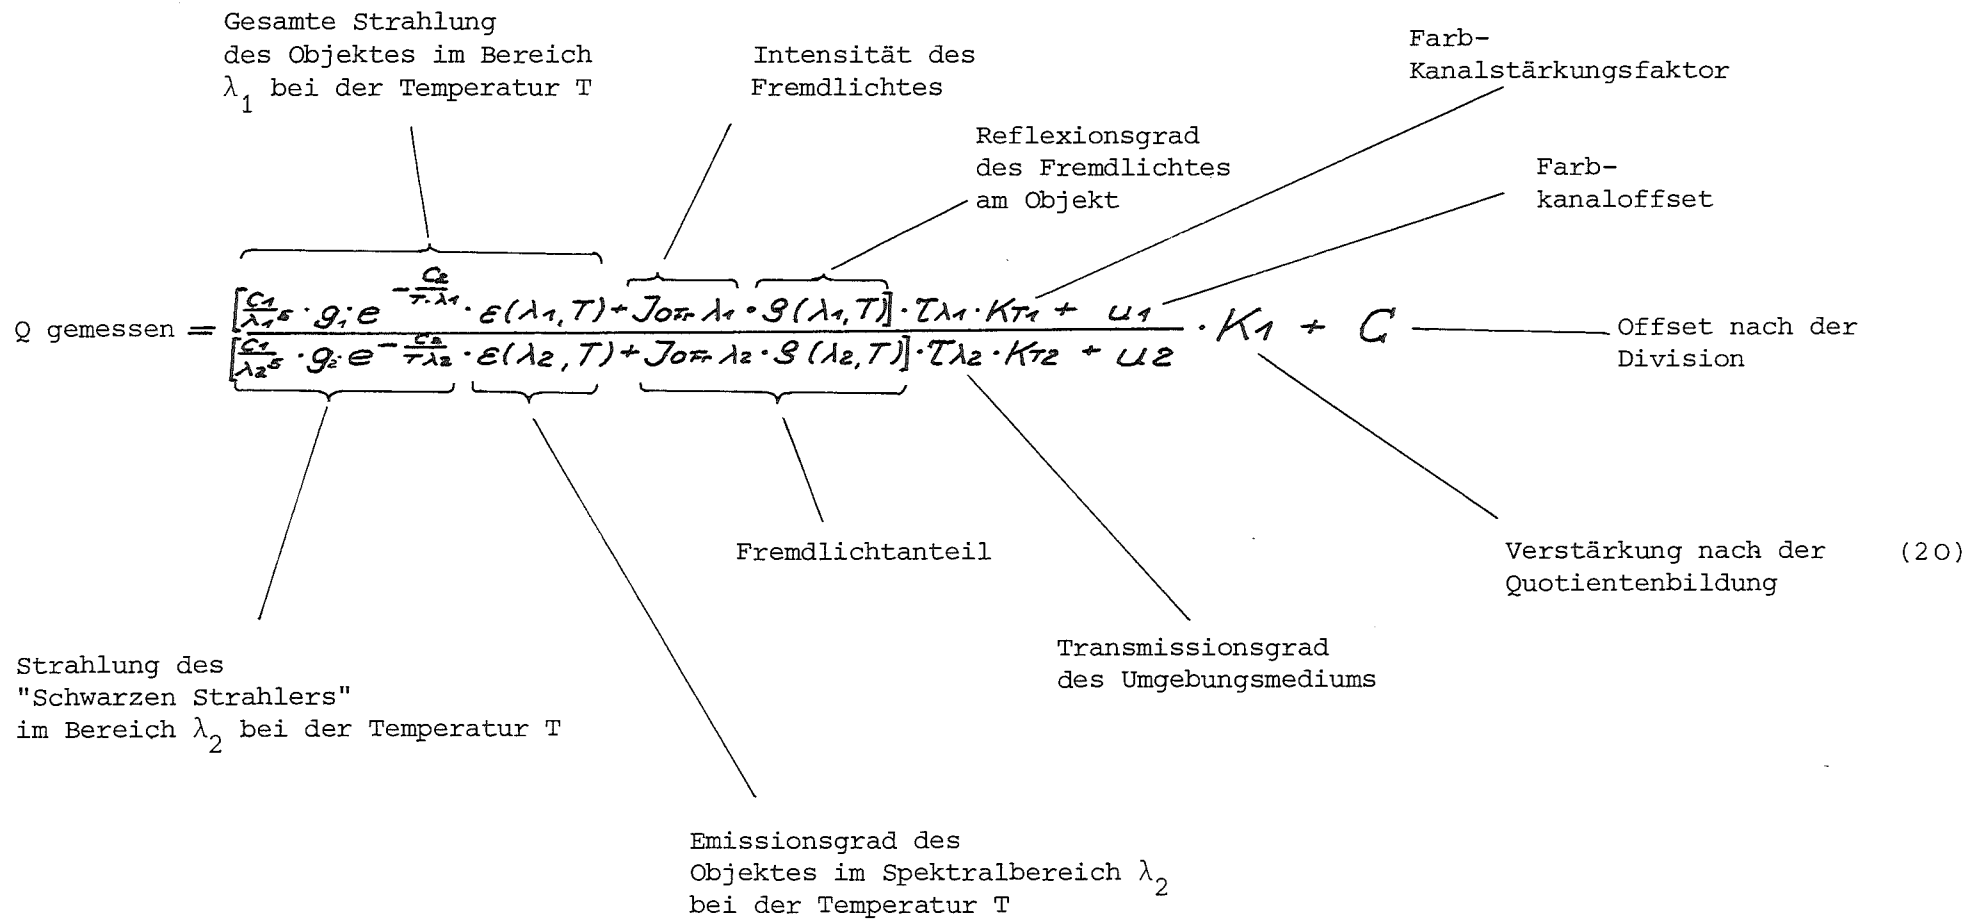 Gesamte Strahlung
des Objektes im Bereich
λ₁ bei der Temperatur T
Intensität des
Fremdlichtes
Farb-
Kanalstärkungsfaktor
Reflexionsgrad
des Fremdlichtes
am Objekt
Farb-
kanaloffset
Q gemessen = [C1/λ1⁵ · g1 · e^(-C2/(T·λ1)) · ε(λ1, T) + J₀Fr λ1 · ϱ(λ1, T)] · τλ1 · KT1 + u1 / [C1/λ2⁵ · g2 · e^(-C2/(Tλ2)) · ε(λ2, T) + J₀Fr λ2 · ϱ(λ2, T)] · τλ2 · KT2 + u2 · K1 + C
Offset nach der
Division
Fremdlichtanteil
Verstärkung nach der (20)
Quotientenbildung
Transmissionsgrad
des Umgebungsmediums
Strahlung des
"Schwarzen Strahlers"
im Bereich λ₂ bei der Temperatur T
Emissionsgrad des
Objektes im Spektralbereich λ₂
bei der Temperatur T